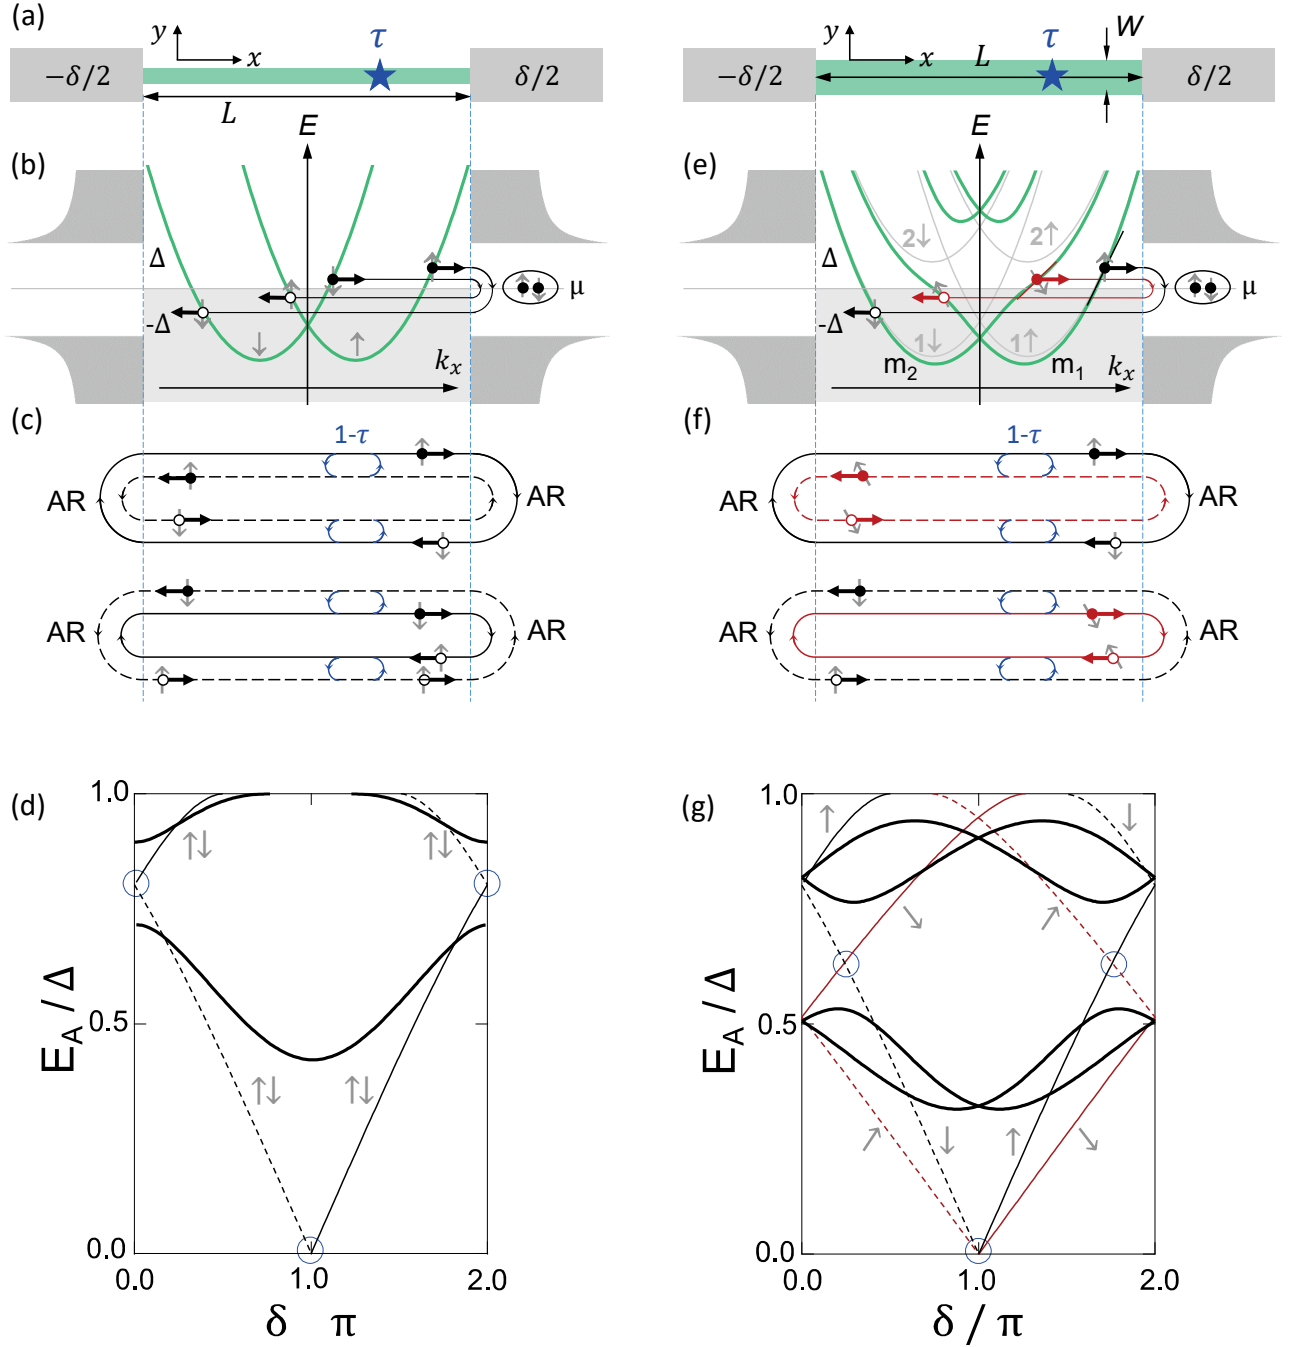 (a)
y
x
τ
−δ/2
δ/2
L
y
x
τ
W
−δ/2
L
δ/2
(b)
E
Δ
-Δ
μ
↓
↑
k_x
(e)
E
2↓
2↑
Δ
-Δ
μ
1↓
1↑
m₂
m₁
k_x
(c)
1-τ
AR
AR
AR
AR
(f)
1-τ
AR
AR
AR
AR
(d)
1.0
0.5
0.0
E_A / Δ
↑↓
↑↓
↑↓
↑↓
0.0
1.0
2.0
δ π
(g)
1.0
0.5
0.0
E_A / Δ
↑
↓
↘
↗
↗
↓
↑
↘
0.0
1.0
2.0
δ / π